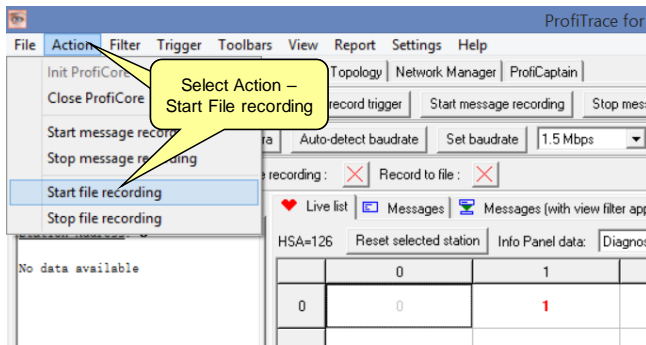 ProfiTrace for
File Action Filter Trigger Toolbars View Report Settings Help
Init ProfiCore
Topology Network Manager ProfiCaptain
Close ProfiCore
record trigger Start message recording Stop mess
Start message recording
ra Auto-detect baudrate Set baudrate 1.5 Mbps
Stop message recording
recording : Record to file :
Start file recording
Stop file recording
Select Action –
Start File recording
Live list Messages Messages (with view filter app
HSA=126 Reset selected station Info Panel data: Diagnos
No data available
0 1
0 0 1